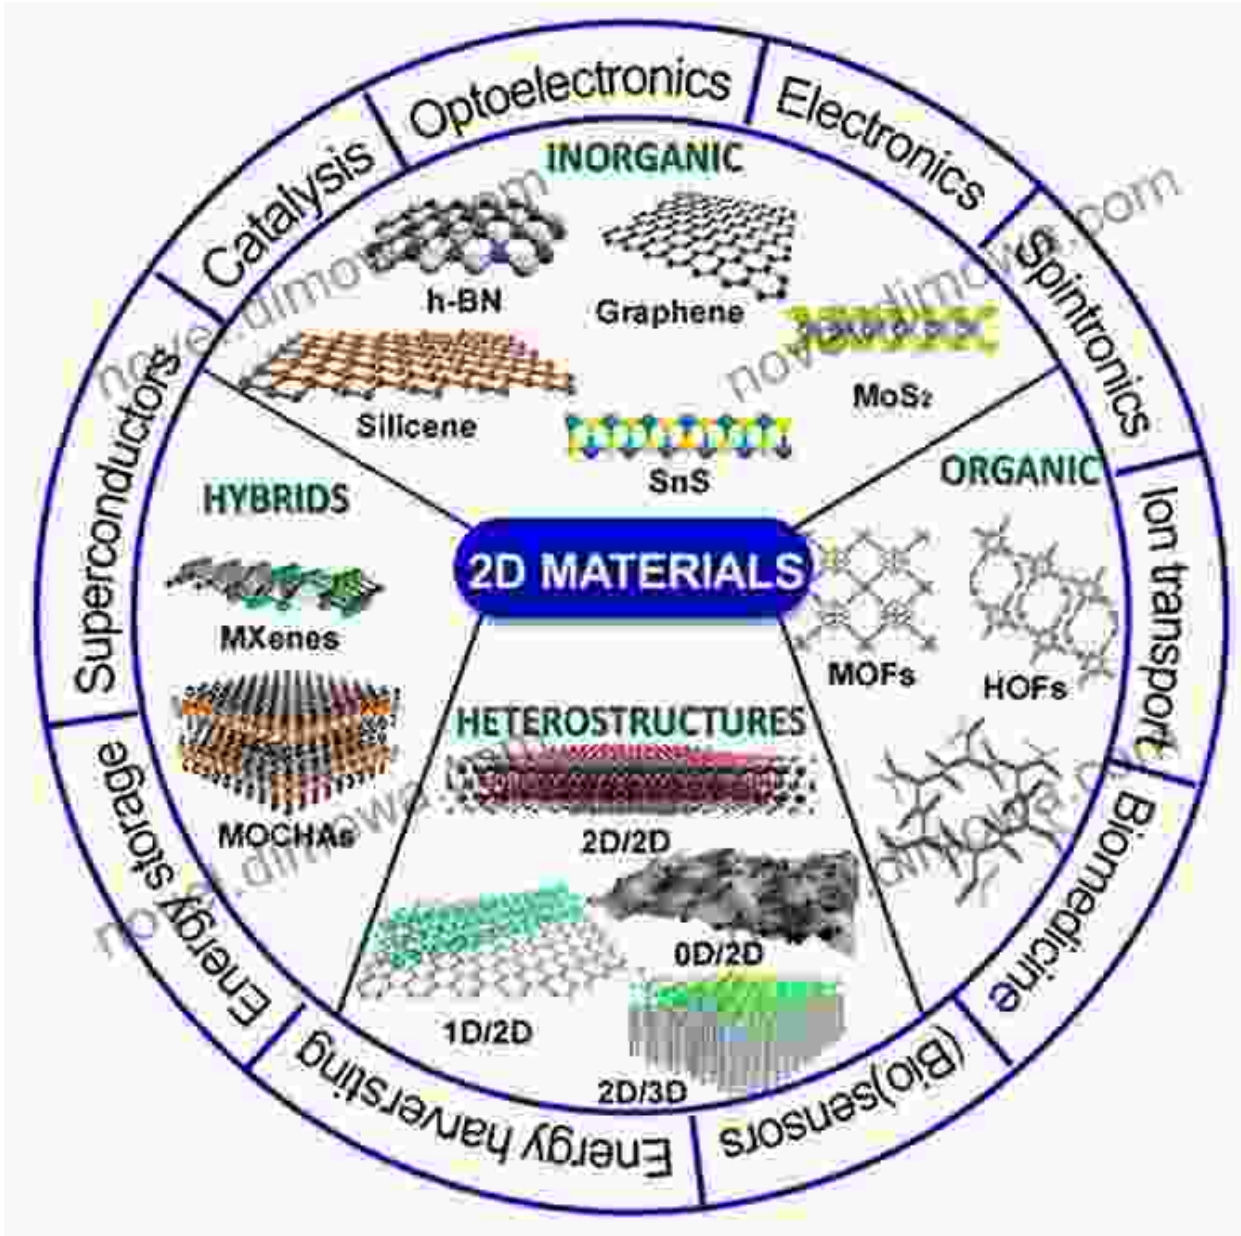 Optoelectronics
Electronics
Spintronics
Ion transport
Biomedicine
(Bio)sensors
Energy harversting
Energy storage
Superconductors
Catalysis
INORGANIC
h-BN
Graphene
MoS₂
Silicene
SnS
ORGANIC
MOFs
HOFs
HYBRIDS
MXenes
MOCHAs
2D MATERIALS
HETEROSTRUCTURES
2D/2D
0D/2D
1D/2D
2D/3D